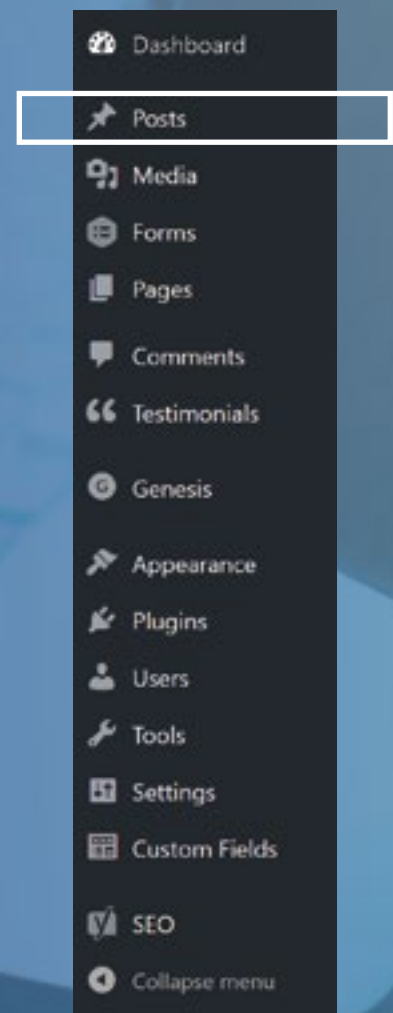 Dashboard
Posts
Media
Forms
Pages
Comments
Testimonials
Genesis
Appearance
Plugins
Users
Tools
Settings
Custom Fields
SEO
Collapse menu